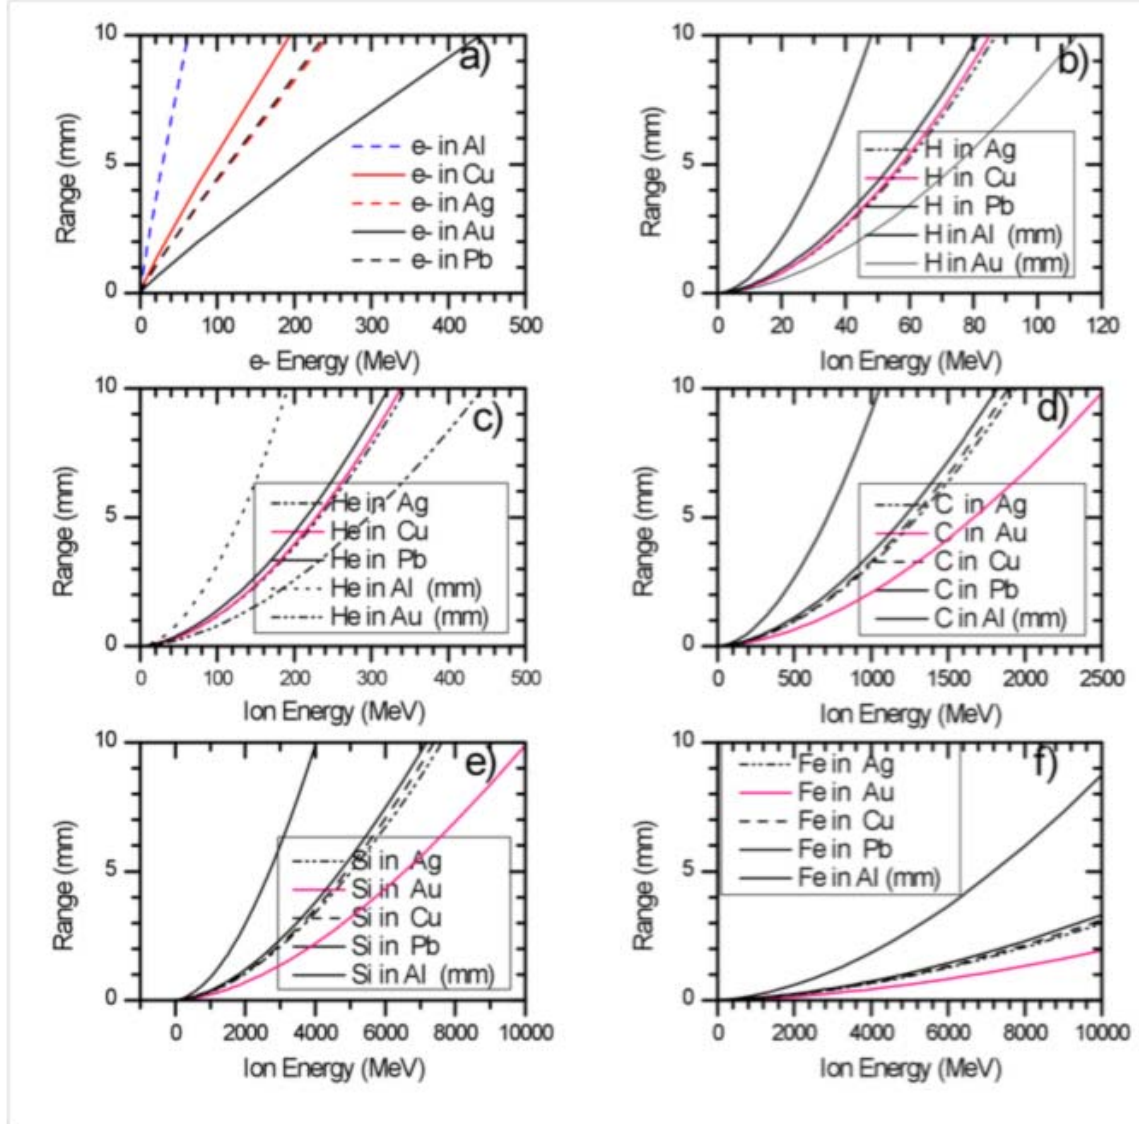 10
5
0
Range (mm)
a)
e- in Al
e- in Cu
e- in Ag
e- in Au
e- in Pb
0 100 200 300 400 500
e- Energy (MeV)
10
5
0
Range (mm)
b)
H in Ag
H in Cu
H in Pb
H in Al (mm)
H in Au (mm)
0 20 40 60 80 100 120
Ion Energy (MeV)
10
5
0
Range (mm)
c)
He in Ag
He in Cu
He in Pb
He in Al (mm)
He in Au (mm)
0 100 200 300 400 500
Ion Energy (MeV)
10
5
0
Range (mm)
d)
C in Ag
C in Au
C in Cu
C in Pb
C in Al (mm)
0 500 1000 1500 2000 2500
Ion Energy (MeV)
10
5
0
Range (mm)
e)
Si in Ag
Si in Au
Si in Cu
Si in Pb
Si in Al (mm)
0 2000 4000 6000 8000 10000
Ion Energy (MeV)
10
5
0
Range (mm)
f)
Fe in Ag
Fe in Au
Fe in Cu
Fe in Pb
Fe in Al (mm)
0 2000 4000 6000 8000 10000
Ion Energy (MeV)